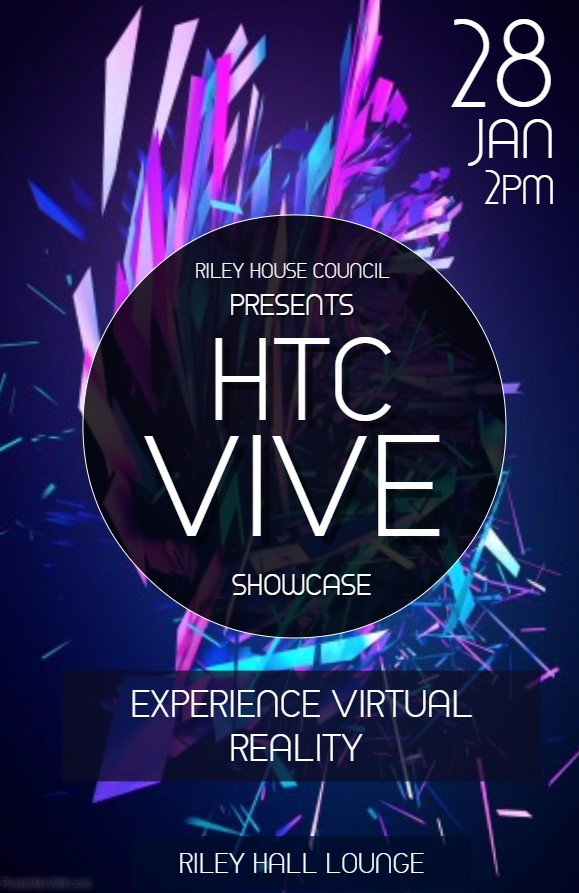 28
JAN
2PM
RILEY HOUSE COUNCIL
PRESENTS
HTC
VIVE
SHOWCASE
EXPERIENCE VIRTUAL
REALITY
RILEY HALL LOUNGE